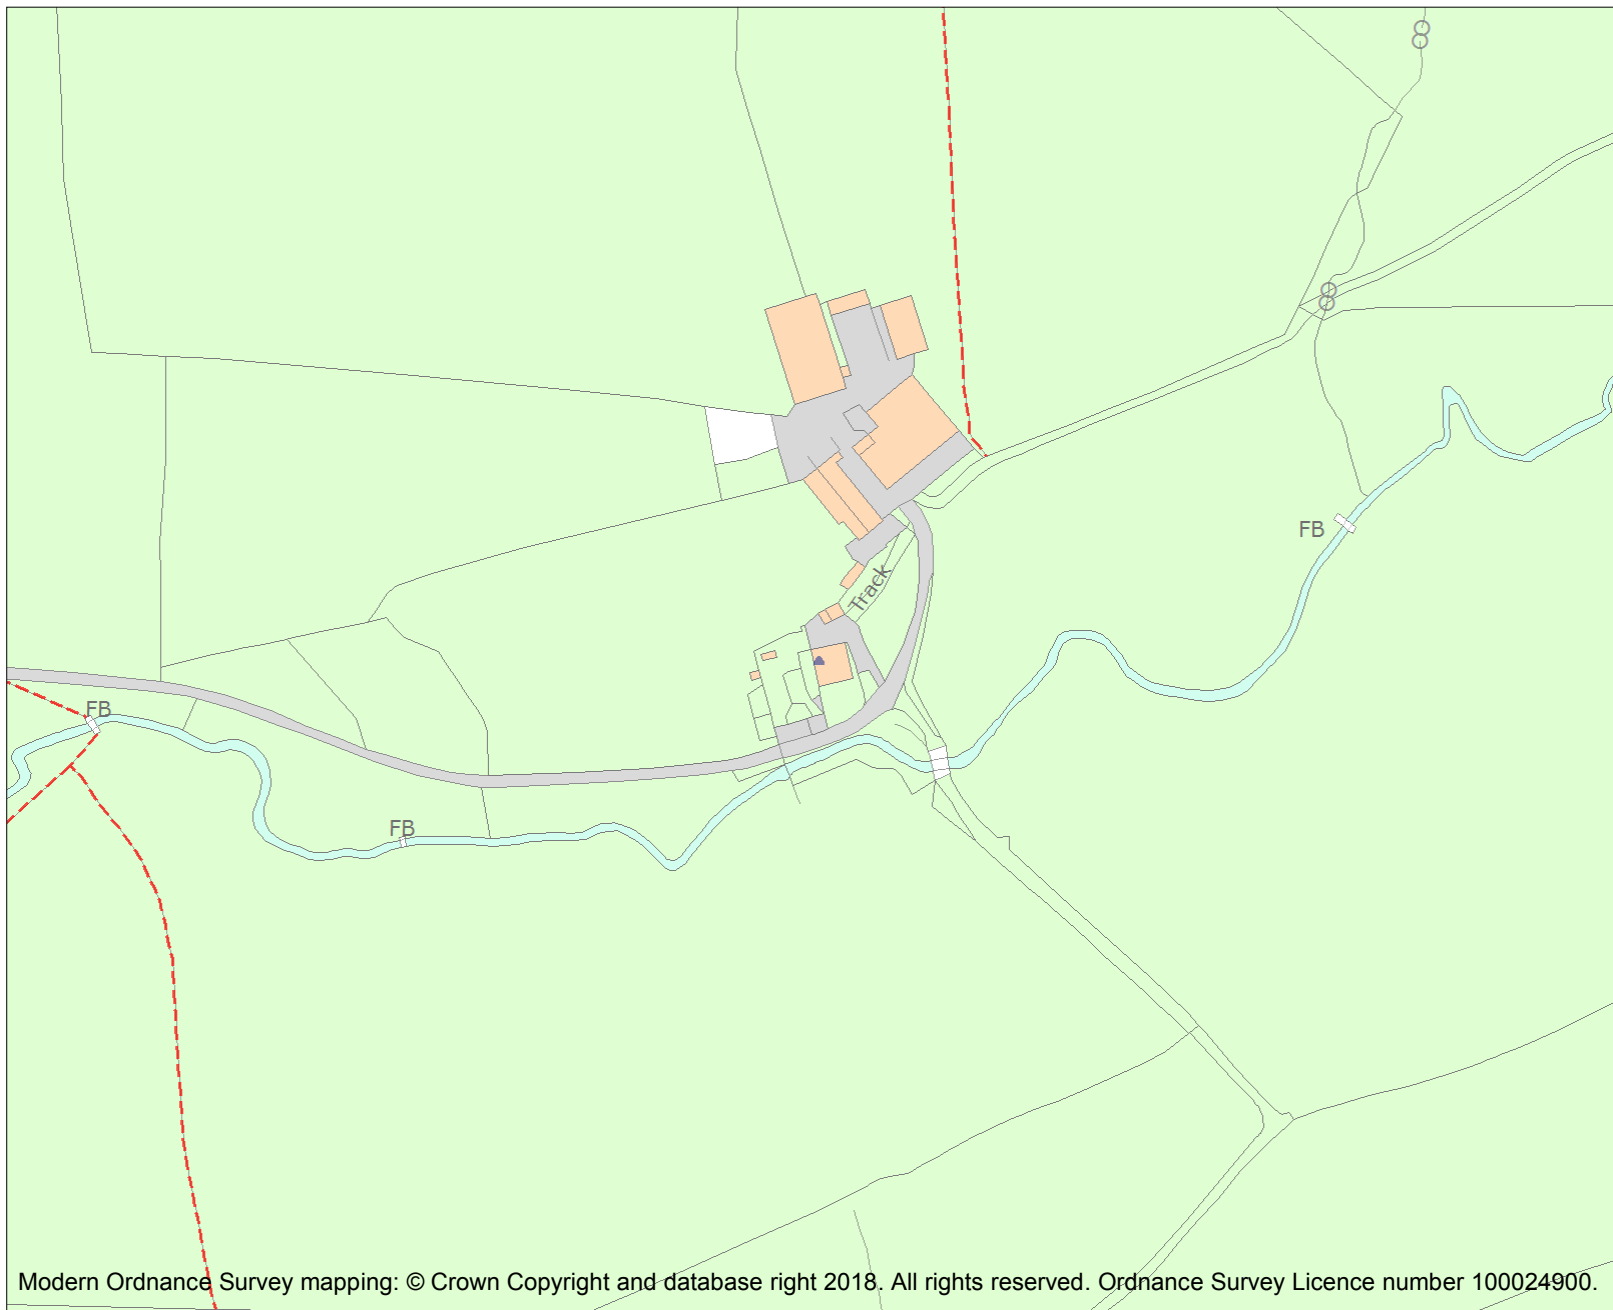 FB
Track
FB
FB
Modern Ordnance Survey mapping: © Crown Copyright and database right 2018. All rights reserved. Ordnance Survey Licence number 100024900.